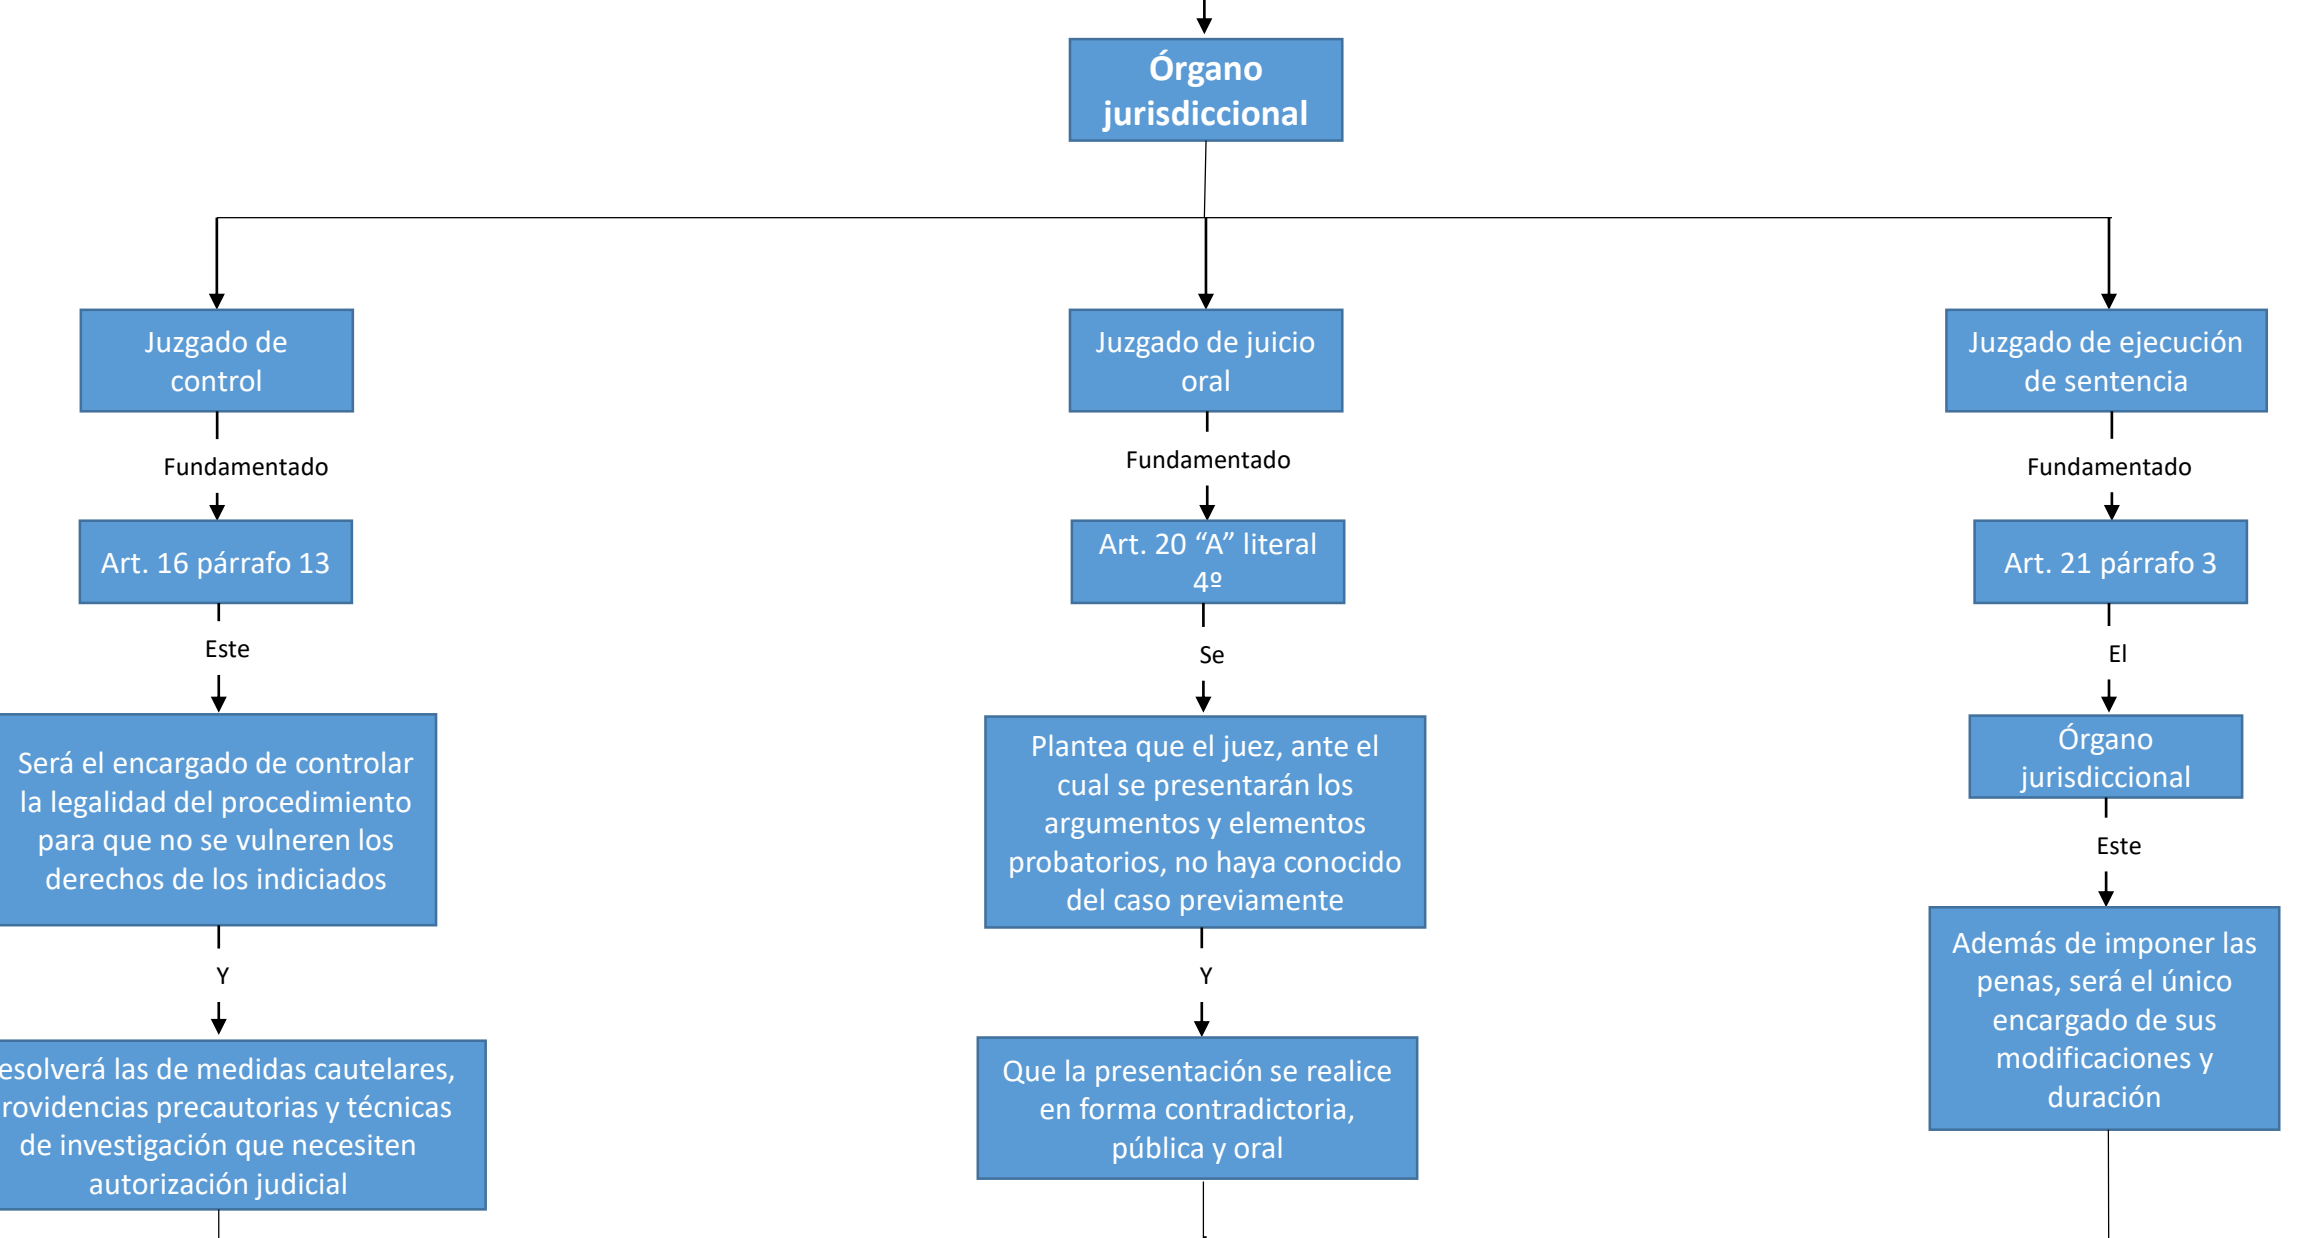 Órgano
jurisdiccional
Juzgado de
control
Fundamentado
Art. 16 párrafo 13
Este
Será el encargado de controlar
la legalidad del procedimiento
para que no se vulneren los
derechos de los indiciados
Y
esolverá las de medidas cautelares,
rovidencias precautorias y técnicas
de investigación que necesiten
autorización judicial
Juzgado de juicio
oral
Fundamentado
Art. 20 “A” literal
4º
Se
Plantea que el juez, ante el
cual se presentarán los
argumentos y elementos
probatorios, no haya conocido
del caso previamente
Y
Que la presentación se realice
en forma contradictoria,
pública y oral
Juzgado de ejecución
de sentencia
Fundamentado
Art. 21 párrafo 3
El
Órgano
jurisdiccional
Este
Además de imponer las
penas, será el único
encargado de sus
modificaciones y
duración